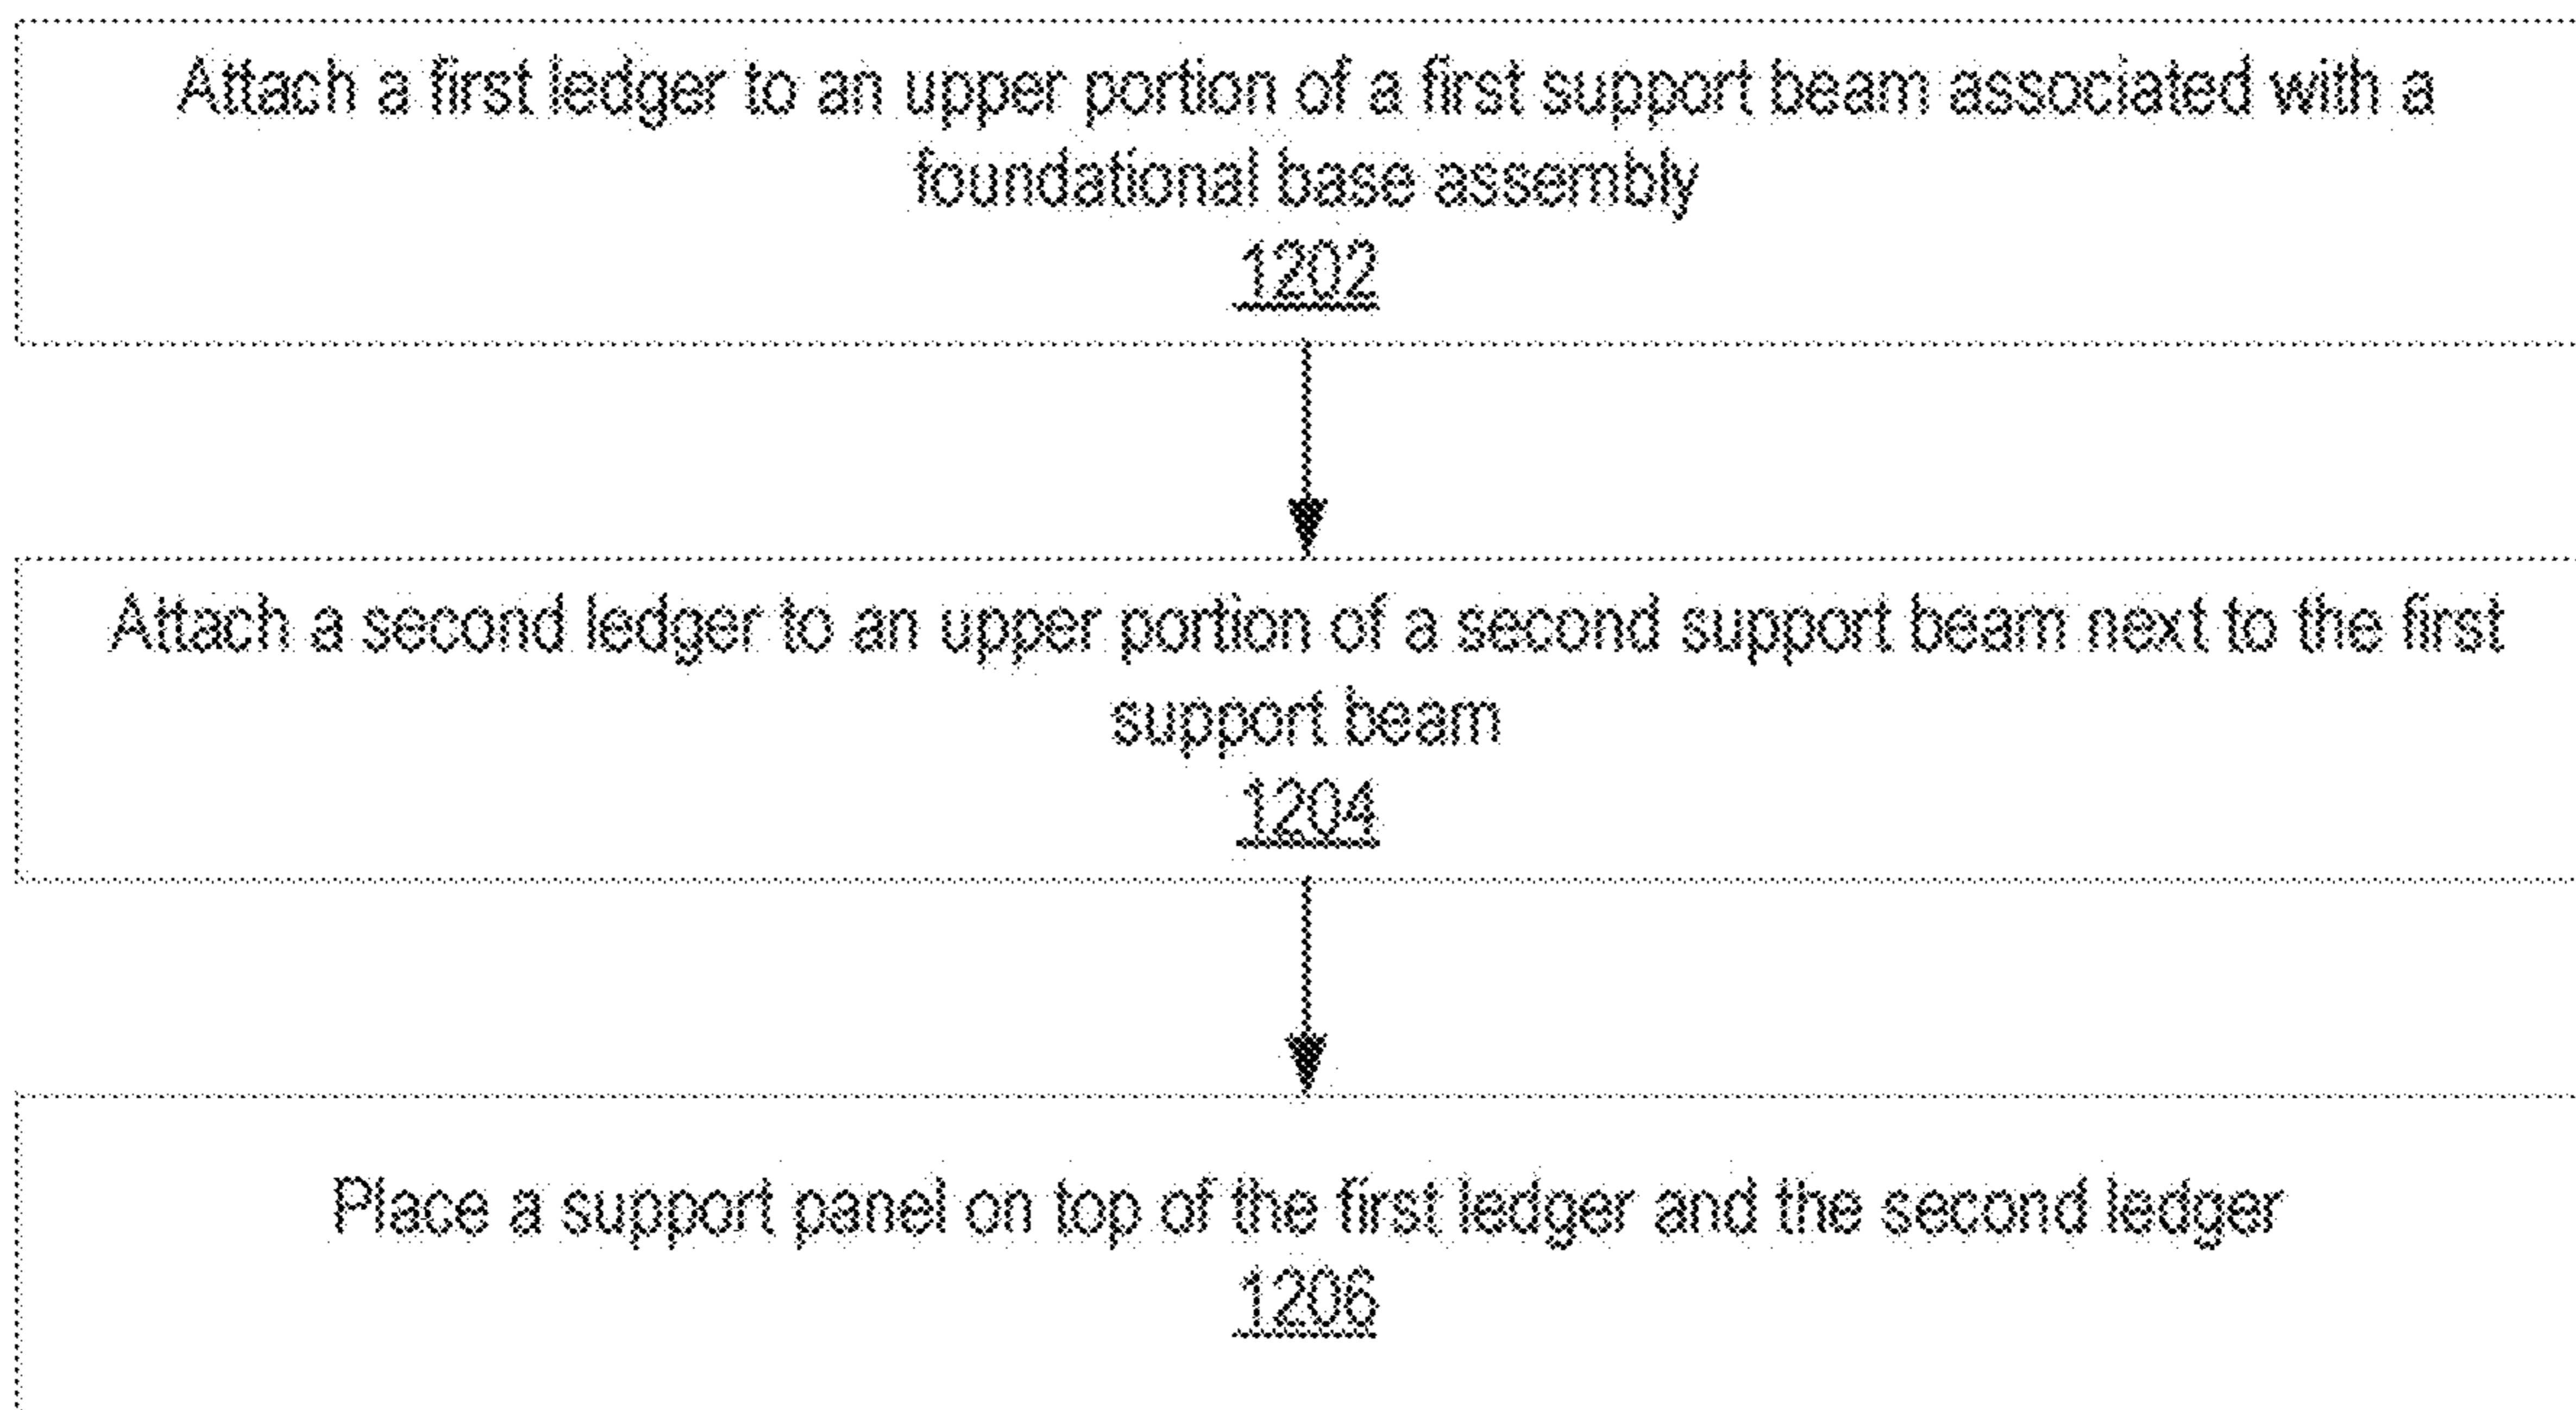 Attach a first ledger to an upper portion of a first support beam associated with a
foundational base assembly
1202
Attach a second ledger to an upper portion of a second support beam next to the first
support beam
1204
Place a support panel on top of the first ledger and the second ledger
1206